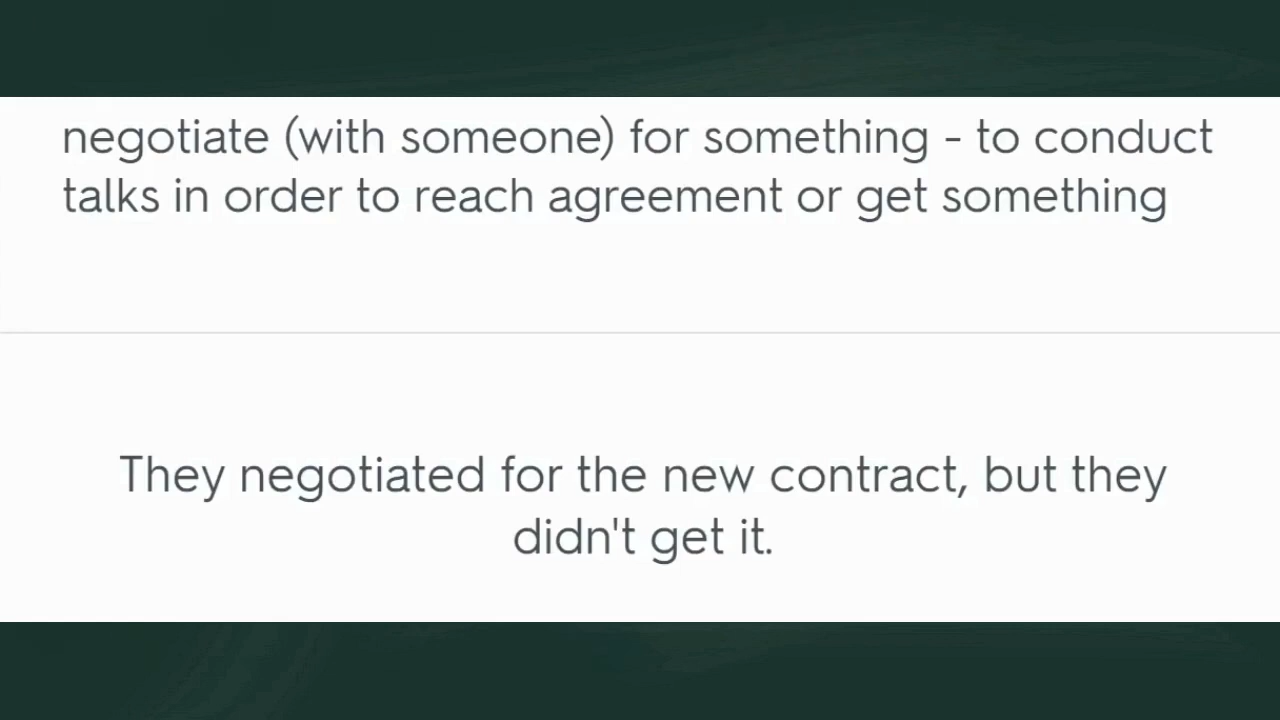 negotiate (with someone) for something - to conduct
talks in order to reach agreement or get something
They negotiated for the new contract, but they
didn't get it.